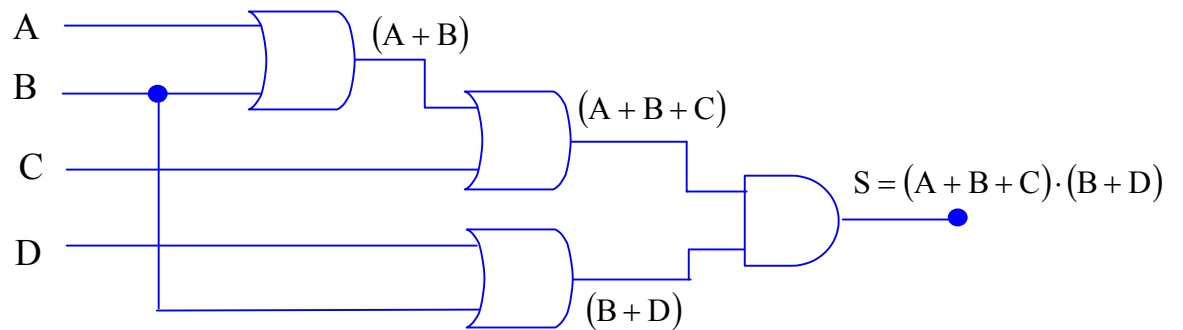 A
(A + B)
B
(A + B + C)
C
S = (A + B + C)·(B + D)
D
(B + D)